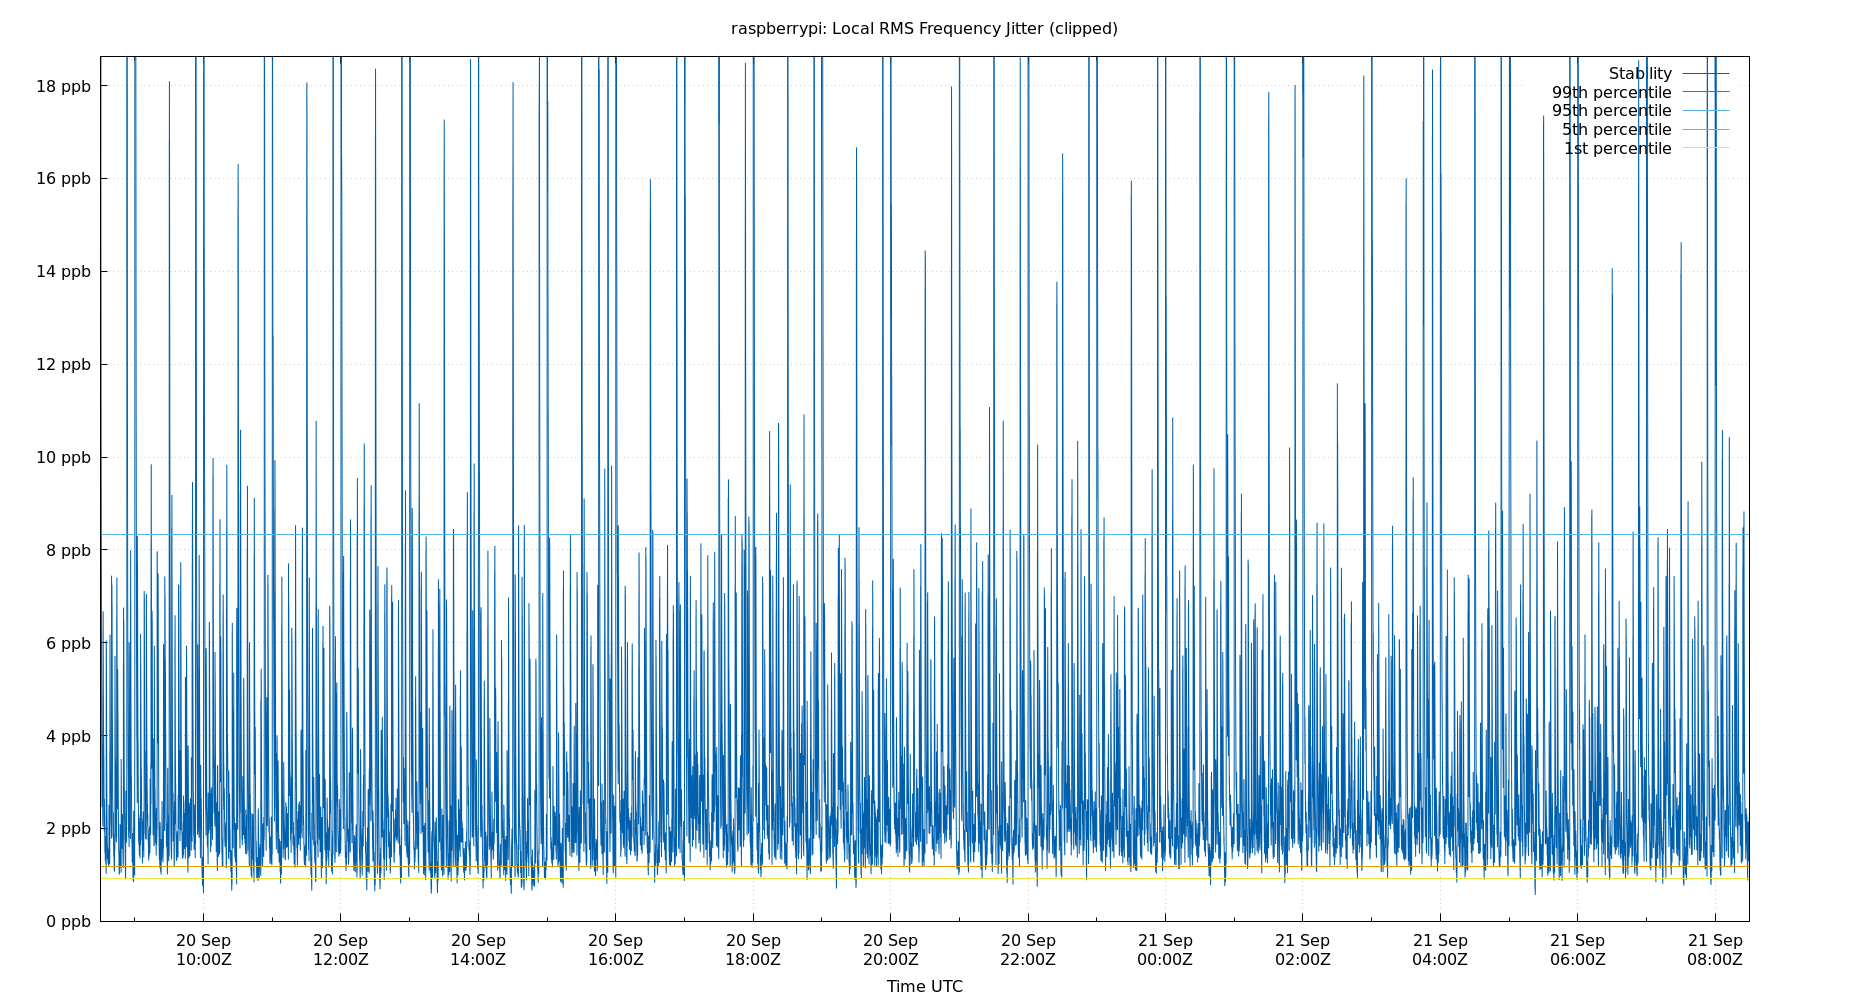 raspberrypi: Local RMS Frequency Jitter (clipped)
Stability
99th percentile
95th percentile
5th percentile
1st percentile
18 ppb
16 ppb
14 ppb
12 ppb
10 ppb
8 ppb
6 ppb
4 ppb
2 ppb
0 ppb
20 Sep 20 Sep 20 Sep 20 Sep 20 Sep 20 Sep 20 Sep 21 Sep 21 Sep 21 Sep 21 Sep 21 Sep
10:00Z 12:00Z 14:00Z 16:00Z 18:00Z 20:00Z 22:00Z 00:00Z 02:00Z 04:00Z 06:00Z 08:00Z
Time UTC